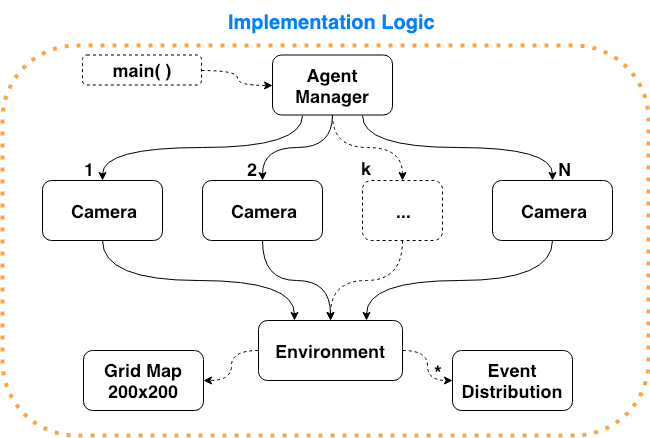 Implementation Logic
main( )
Agent
Manager
1
2
k
N
Camera
Camera
...
Camera
Environment
Grid Map
200x200
*
Event
Distribution